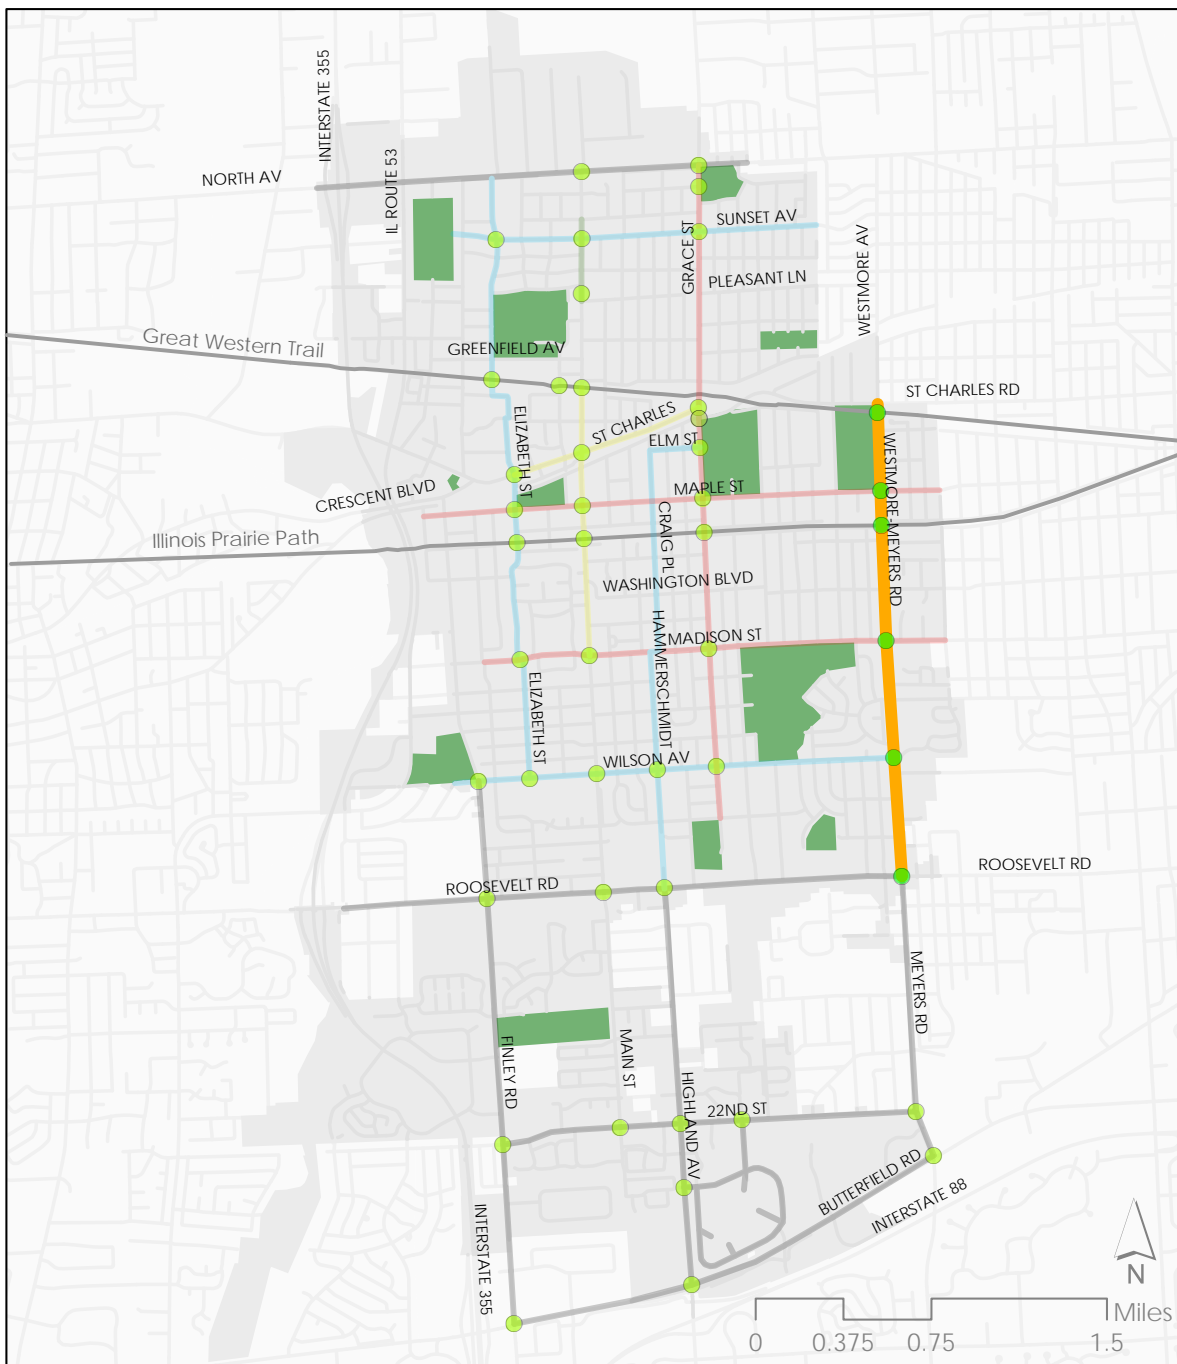 INTERSTATE 355
IL ROUTE 53
NORTH AV
SUNSET AV
GRACE ST
PLEASANT LN
WESTMORE AV
Great Western Trail
GREENFIELD AV
ST CHARLES RD
ST CHARLES
ELIZABETH ST
ELM ST
WESTMORE-MEYERS RD
CRESCENT BLVD
MAPLE ST
CRAIG PL
Illinois Prairie Path
WASHINGTON BLVD
HAMMERSCHMIDT
MADISON ST
ELIZABETH ST
WILSON AV
ROOSEVELT RD
ROOSEVELT RD
MEYERS RD
FINLEY RD
MAIN ST
HIGHLAND AV
22ND ST
BUTTERFIELD RD
INTERSTATE 88
INTERSTATE 355
N
Miles
0 0.375 0.75 1.5